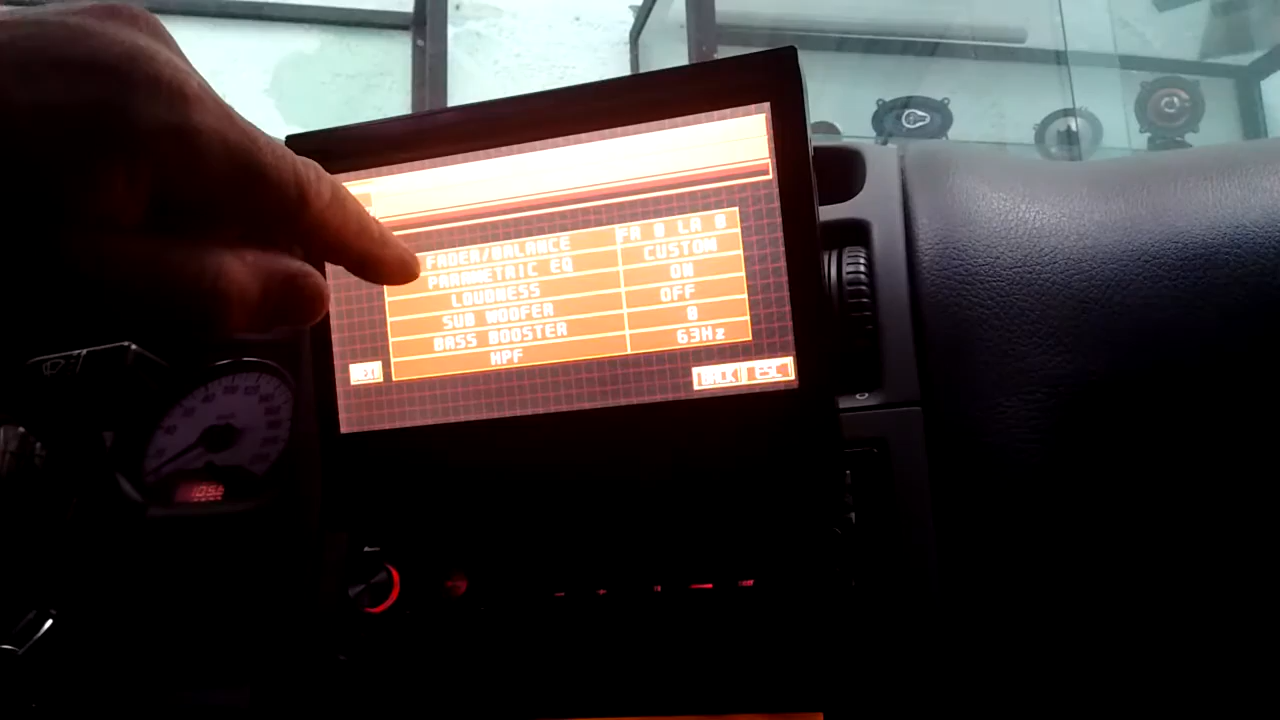 FADER/BALANCE FR 0 LR 0
PARAMETRIC EQ CUSTOM
LOUDNESS ON
SUB WOOFER OFF
BASS BOOSTER 0
HPF 63Hz
NEXT BACK ESC